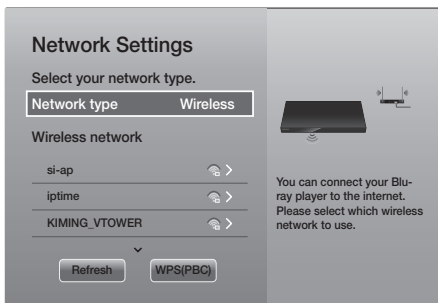 Network Settings
Select your network type.
Network type Wireless
Wireless network
si-ap
iptime
KIMING_VTOWER
Refresh WPS(PBC)
You can connect your Blu-
ray player to the internet.
Please select which wireless
network to use.